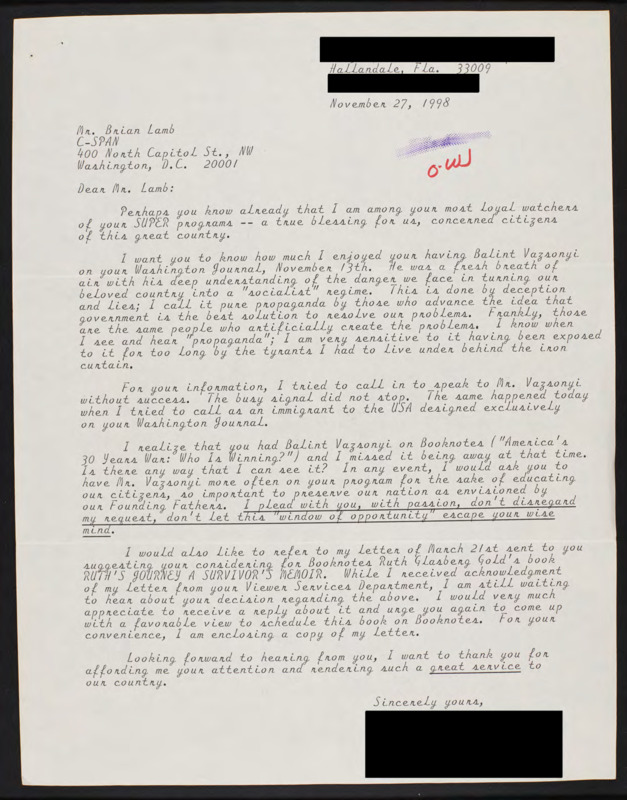 Hallandale, Fla. 33009
November 27, 1998
Mr. Brian Lamb
C-SPAN
400 North Capitol St., NW
Washington, D.C. 20001
Dear Mr. Lamb:
Perhaps you know already that I am among your most loyal watchers
of your SUPER programs -- a true blessing for us, concerned citizens
of this great country.
I want you to know how much I enjoyed your having Balint Vazsonyi
on your Washington Journal, November 13th. He was a fresh breath of
air with his deep understanding of the danger we face in turning our
beloved country into a "socialist" regime. This is done by deception
and lies; I call it pure propaganda by those who advance the idea that
government is the best solution to resolve our problems. Frankly, those
are the same people who artificially create the problems. I know when
I see and hear "propaganda"; I am very sensitive to it having been exposed
to it for too long by the tyrants I had to live under behind the iron
curtain.
For your information, I tried to call in to speak to Mr. Vazsonyi
without success. The busy signal did not stop. The same happened today
when I tried to call as an immigrant to the USA designed exclusively
on your Washington Journal.
I realize that you had Balint Vazsonyi on Booknotes ("America's
30 Years War: Who Is Winning?") and I missed it being away at that time.
Is there any way that I can see it? In any event, I would ask you to
have Mr. Vazsonyi more often on your program for the sake of educating
our citizens, so important to preserve our nation as envisioned by
our Founding Fathers. I plead with you, with passion, don't disregard
my request, don't let this "window of opportunity" escape your wise
mind.
I would also like to refer to my letter of March 21st sent to you
suggesting your considering for Booknotes Ruth Glasberg Gold's book
RUTH'S JOURNEY A SURVIVOR'S MEMOIR. While I received acknowledgment
of my letter from your Viewer Services Department, I am still waiting
to hear about your decision regarding the above. I would very much
appreciate to receive a reply about it and urge you again to come up
with a favorable view to schedule this book on Booknotes. For your
convenience, I am enclosing a copy of my letter.
Looking forward to hearing from you, I want to thank you for
affording me your attention and rendering such a great service to
our country.
Sincerely yours,